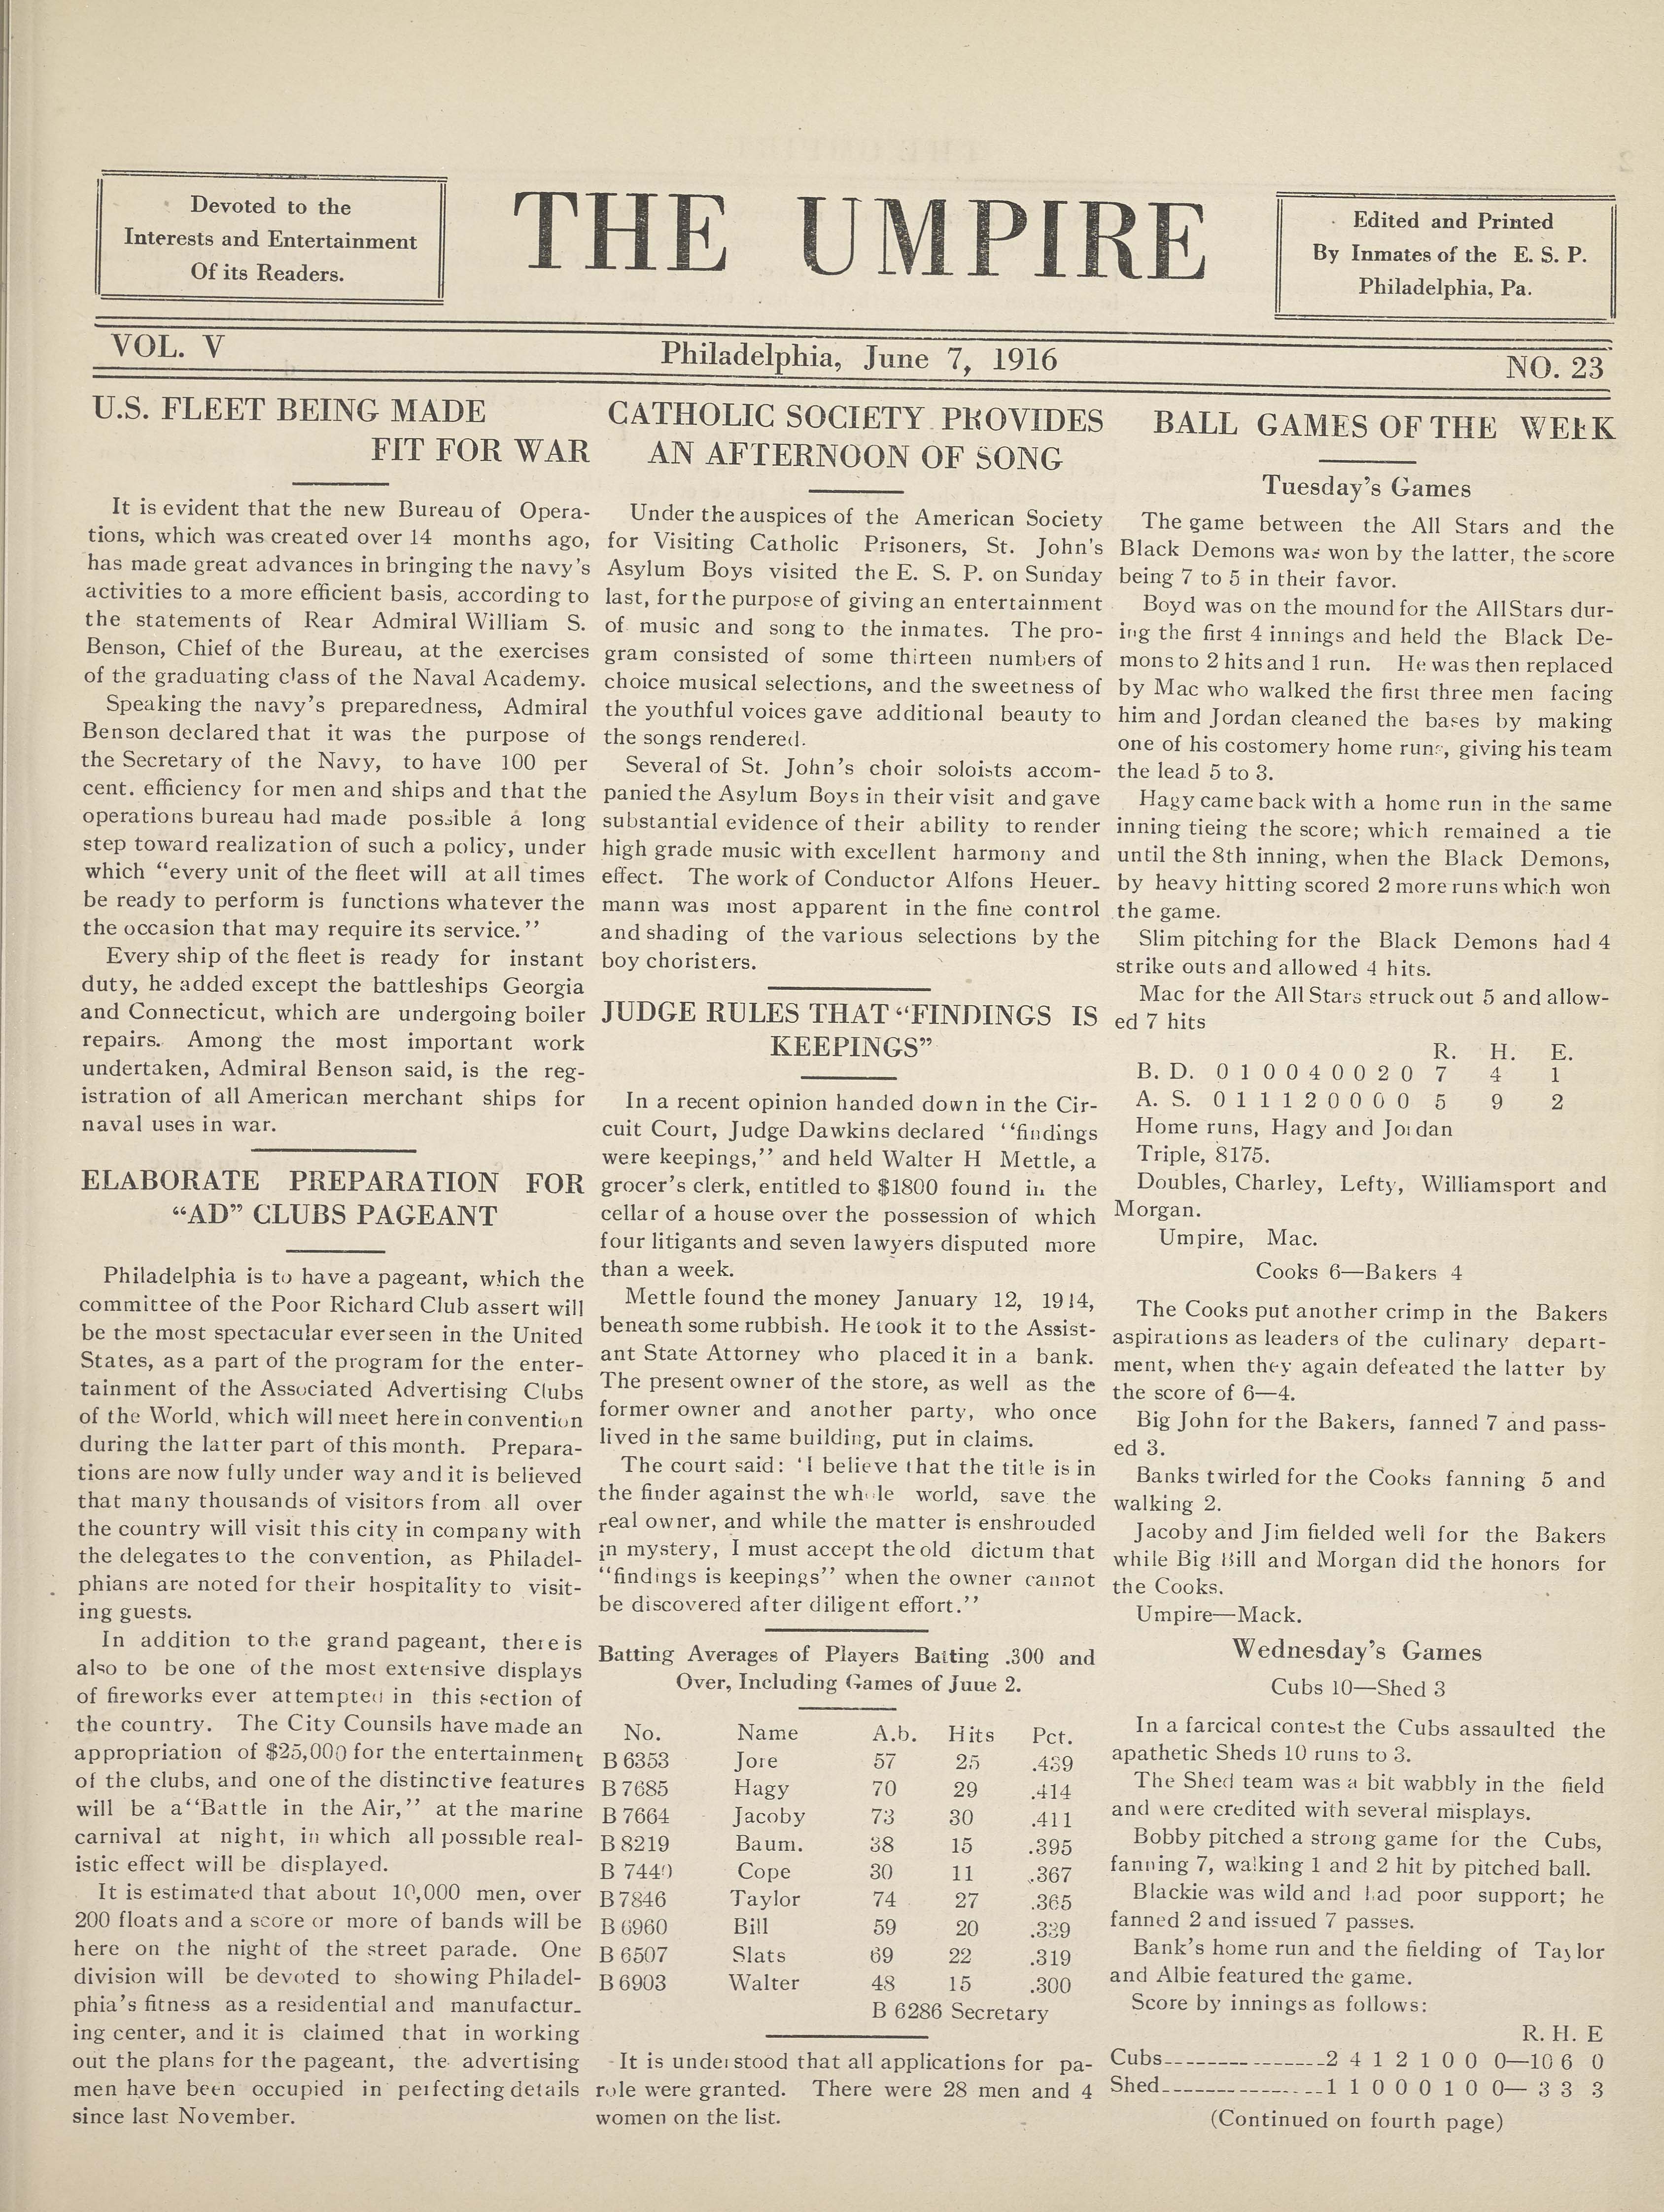 Devoted to the
Interests and Entertainment
Of its Readers.
THE UMPIRE
Edited and Printed
By Inmates of the E. S. P.
Philadelphia, Pa.
VOL. V
Philadelphia, June 7, 1916
NO. 23
U.S. FLEET BEING MADE
FIT FOR WAR
It is evident that the new Bureau of Opera-
tions, which was created over 14 months ago,
has made great advances in bringing the navy's
activities to a more efficient basis, according to
the statements of Rear Admiral William S.
Benson, Chief of the Bureau, at the exercises
of the graduating class of the Naval Academy.
Speaking the navy's preparedness, Admiral
Benson declared that it was the purpose of
the Secretary of the Navy, to have 100 per
cent. efficiency for men and ships and that the
operations bureau had made possible a long
step toward realization of such a policy, under
which "every unit of the fleet will at all times
be ready to perform is functions whatever the
the occasion that may require its service."
Every ship of the fleet is ready for instant
duty, he added except the battleships Georgia
and Connecticut, which are undergoing boiler
repairs. Among the most important work
undertaken, Admiral Benson said, is the reg-
istration of all American merchant ships for
naval uses in war.
ELABORATE PREPARATION FOR
"AD" CLUBS PAGEANT
Philadelphia is to have a pageant, which the
committee of the Poor Richard Club assert will
be the most spectacular ever seen in the United
States, as a part of the program for the enter-
tainment of the Associated Advertising Clubs
of the World, which will meet here in convention
during the latter part of this month. Prepara-
tions are now fully under way and it is believed
that many thousands of visitors from all over
the country will visit this city in company with
the delegates to the convention, as Philadel-
phians are noted for their hospitality to visit-
ing guests.
In addition to the grand pageant, there is
also to be one of the most extensive displays
of fireworks ever attempted in this section of
the country. The City Counsils have made an
appropriation of $25,000 for the entertainment
of the clubs, and one of the distinctive features
will be a "Battle in the Air," at the marine
carnival at night, in which all possible real-
istic effect will be displayed.
It is estimated that about 10,000 men, over
200 floats and a score or more of bands will be
here on the night of the street parade. One
division will be devoted to showing Philadel-
phia's fitness as a residential and manufactur-
ing center, and it is claimed that in working
out the plans for the pageant, the advertising
men have been occupied in perfecting details
since last November.
CATHOLIC SOCIETY PROVIDES
AN AFTERNOON OF SONG
Under the auspices of the American Society
for Visiting Catholic Prisoners, St. John's
Asylum Boys visited the E. S. P. on Sunday
last, for the purpose of giving an entertainment
of music and song to the inmates. The pro-
gram consisted of some thirteen numbers of
choice musical selections, and the sweetness of
the youthful voices gave additional beauty to
the songs rendered.
Several of St. John's choir soloists accom-
panied the Asylum Boys in their visit and gave
substantial evidence of their ability to render
high grade music with excellent harmony and
effect. The work of Conductor Alfons Heuer-
mann was most apparent in the fine control
and shading of the various selections by the
boy choristers.
JUDGE RULES THAT "FINDINGS IS
KEEPINGS"
In a recent opinion handed down in the Cir-
cuit Court, Judge Dawkins declared "findings
were keepings," and held Walter H Mettle, a
grocer's clerk, entitled to $1800 found in the
cellar of a house over the possession of which
four litigants and seven lawyers disputed more
than a week.
Mettle found the money January 12, 1914,
beneath some rubbish. He took it to the Assist-
ant State Attorney who placed it in a bank.
The present owner of the store, as well as the
former owner and another party, who once
lived in the same building, put in claims.
The court said: 'I believe that the title is in
the finder against the whole world, save the
real owner, and while the matter is enshrouded
in mystery, I must accept the old dictum that
"findings is keepings" when the owner cannot
be discovered after diligent effort."
Batting Averages of Players Batting .300 and
Over, Including Games of Juue 2.
No. Name A.b. Hits Pct.
B 6353 Jore 57 25 .439
B 7685 Hagy 70 29 .414
B 7664 Jacoby 73 30 .411
B 8219 Baum. 38 15 .395
B 7440 Cope 30 11 .367
B 7846 Taylor 74 27 .365
B 6960 Bill 59 20 .339
B 6507 Slats 69 22 .319
B 6903 Walter 48 15 .300
B 6286 Secretary
It is understood that all applications for pa-
role were granted. There were 28 men and 4
women on the list.
BALL GAMES OF THE WEEK
Tuesday's Games
The game between the All Stars and the
Black Demons was won by the latter, the score
being 7 to 5 in their favor.
Boyd was on the mound for the All Stars dur-
ing the first 4 innings and held the Black De-
mons to 2 hits and 1 run. He was then replaced
by Mac who walked the first three men facing
him and Jordan cleaned the bases by making
one of his costomery home runs, giving his team
the lead 5 to 3.
Hagy came back with a home run in the same
inning tieing the score; which remained a tie
until the 8th inning, when the Black Demons,
by heavy hitting scored 2 more runs which won
the game.
Slim pitching for the Black Demons had 4
strike outs and allowed 4 hits.
Mac for the All Stars struck out 5 and allow-
ed 7 hits
R. H. E.
B. D. 0 1 0 0 4 0 0 2 0 7 4 1
A. S. 0 1 1 1 2 0 0 0 0 5 9 2
Home runs, Hagy and Jordan
Triple, 8175.
Doubles, Charley, Lefty, Williamsport and
Morgan.
Umpire, Mac.
Cooks 6—Bakers 4
The Cooks put another crimp in the Bakers
aspirations as leaders of the culinary depart-
ment, when they again defeated the latter by
the score of 6—4.
Big John for the Bakers, fanned 7 and pass-
ed 3.
Banks twirled for the Cooks fanning 5 and
walking 2.
Jacoby and Jim fielded well for the Bakers
while Big Bill and Morgan did the honors for
the Cooks.
Umpire—Mack.
Wednesday's Games
Cubs 10—Shed 3
In a farcical contest the Cubs assaulted the
apathetic Sheds 10 runs to 3.
The Shed team was a bit wabbly in the field
and were credited with several misplays.
Bobby pitched a strong game for the Cubs,
fanning 7, walking 1 and 2 hit by pitched ball.
Blackie was wild and had poor support; he
fanned 2 and issued 7 passes.
Bank's home run and the fielding of Taylor
and Albie featured the game.
Score by innings as follows:
R. H. E
Cubs---------------2 4 1 2 1 0 0 0—10 6 0
Shed---------------1 1 0 0 0 1 0 0— 3 3 3
(Continued on fourth page)